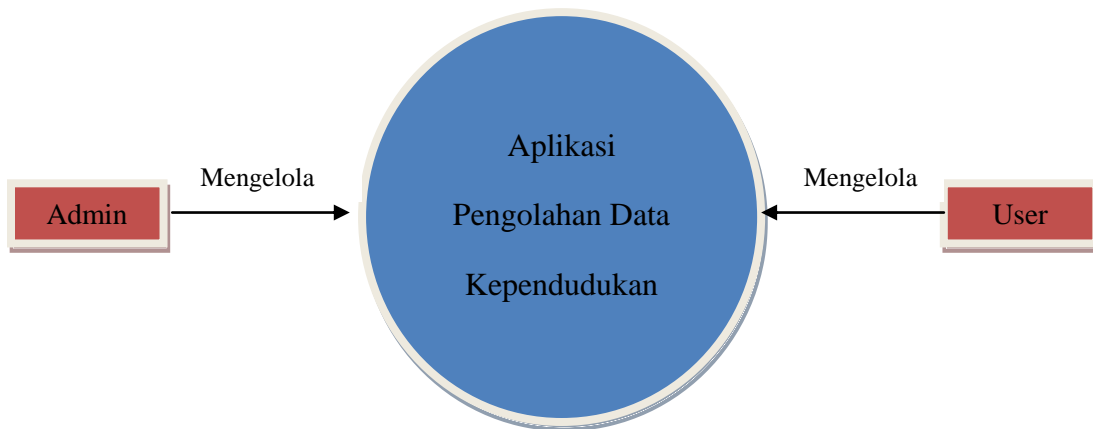 Aplikasi
Mengelola
Mengelola
Admin
Pengolahan Data
User
Kependudukan